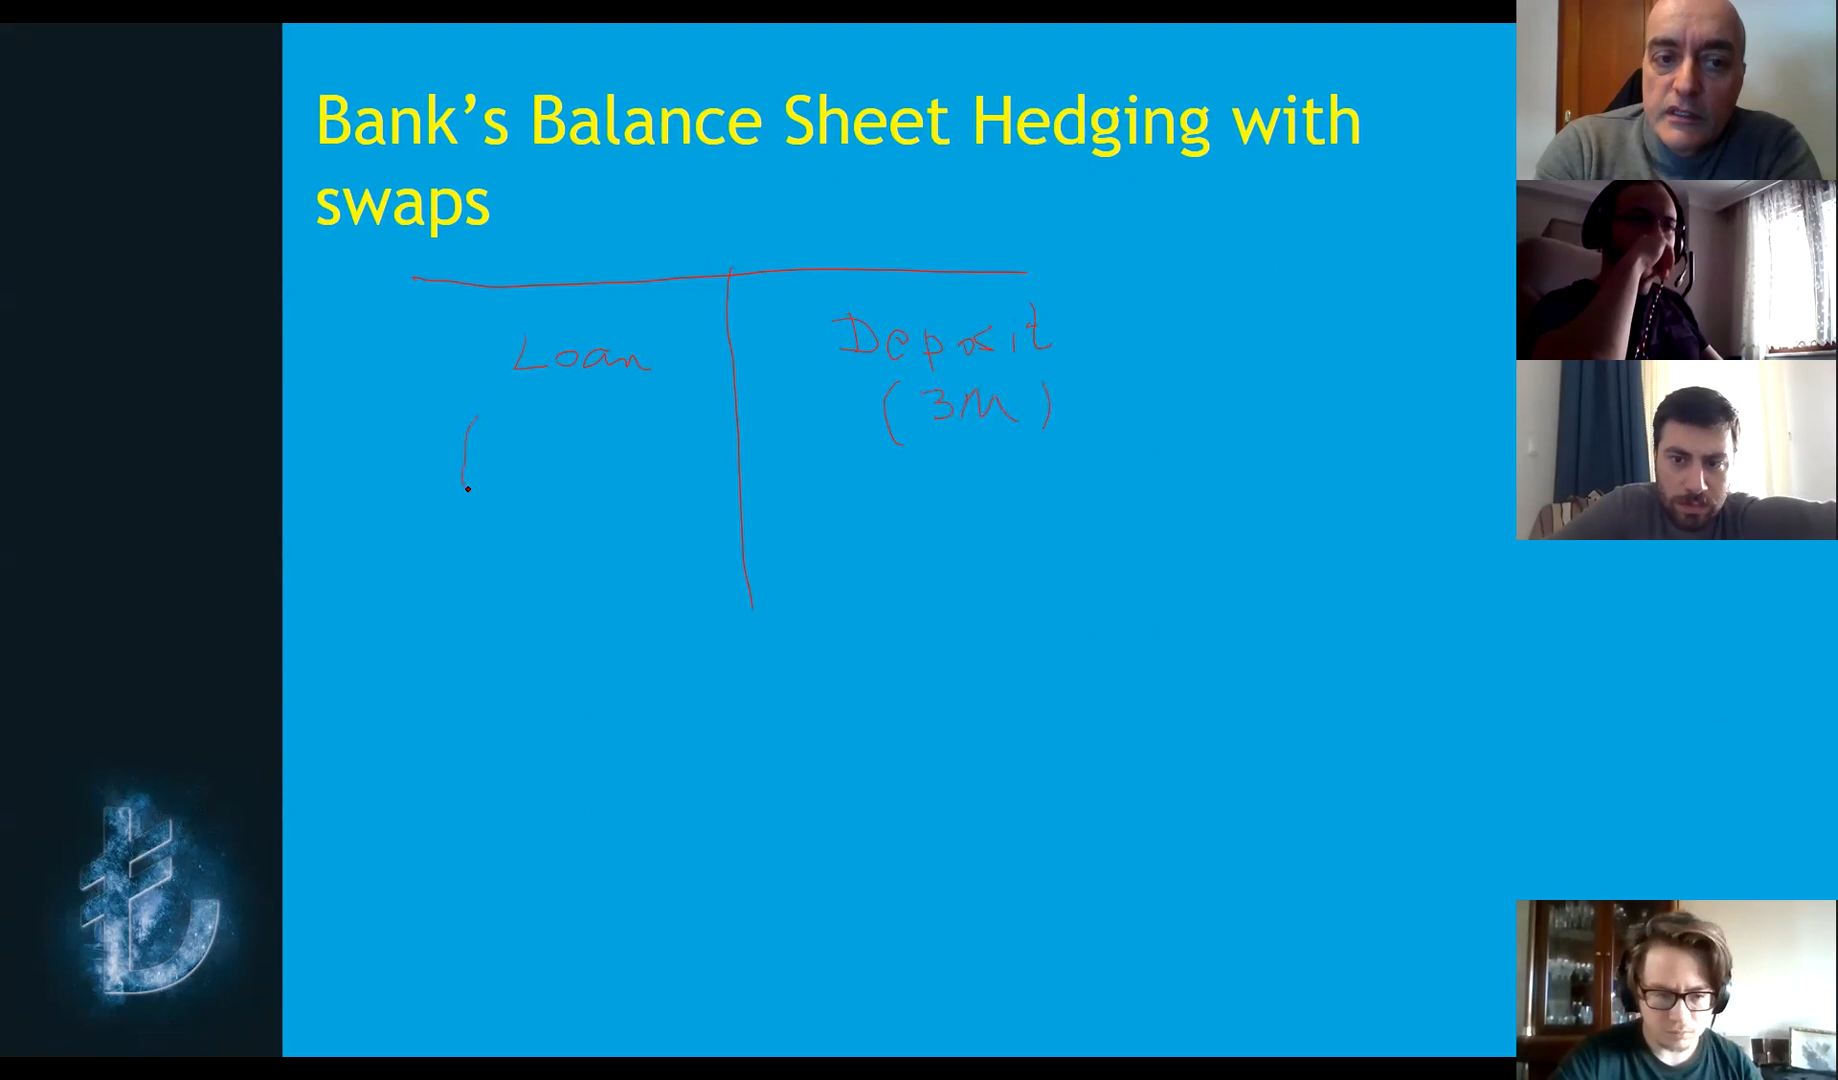 Bank’s Balance Sheet Hedging with
swaps
Loan
Deposit
(3M)
(